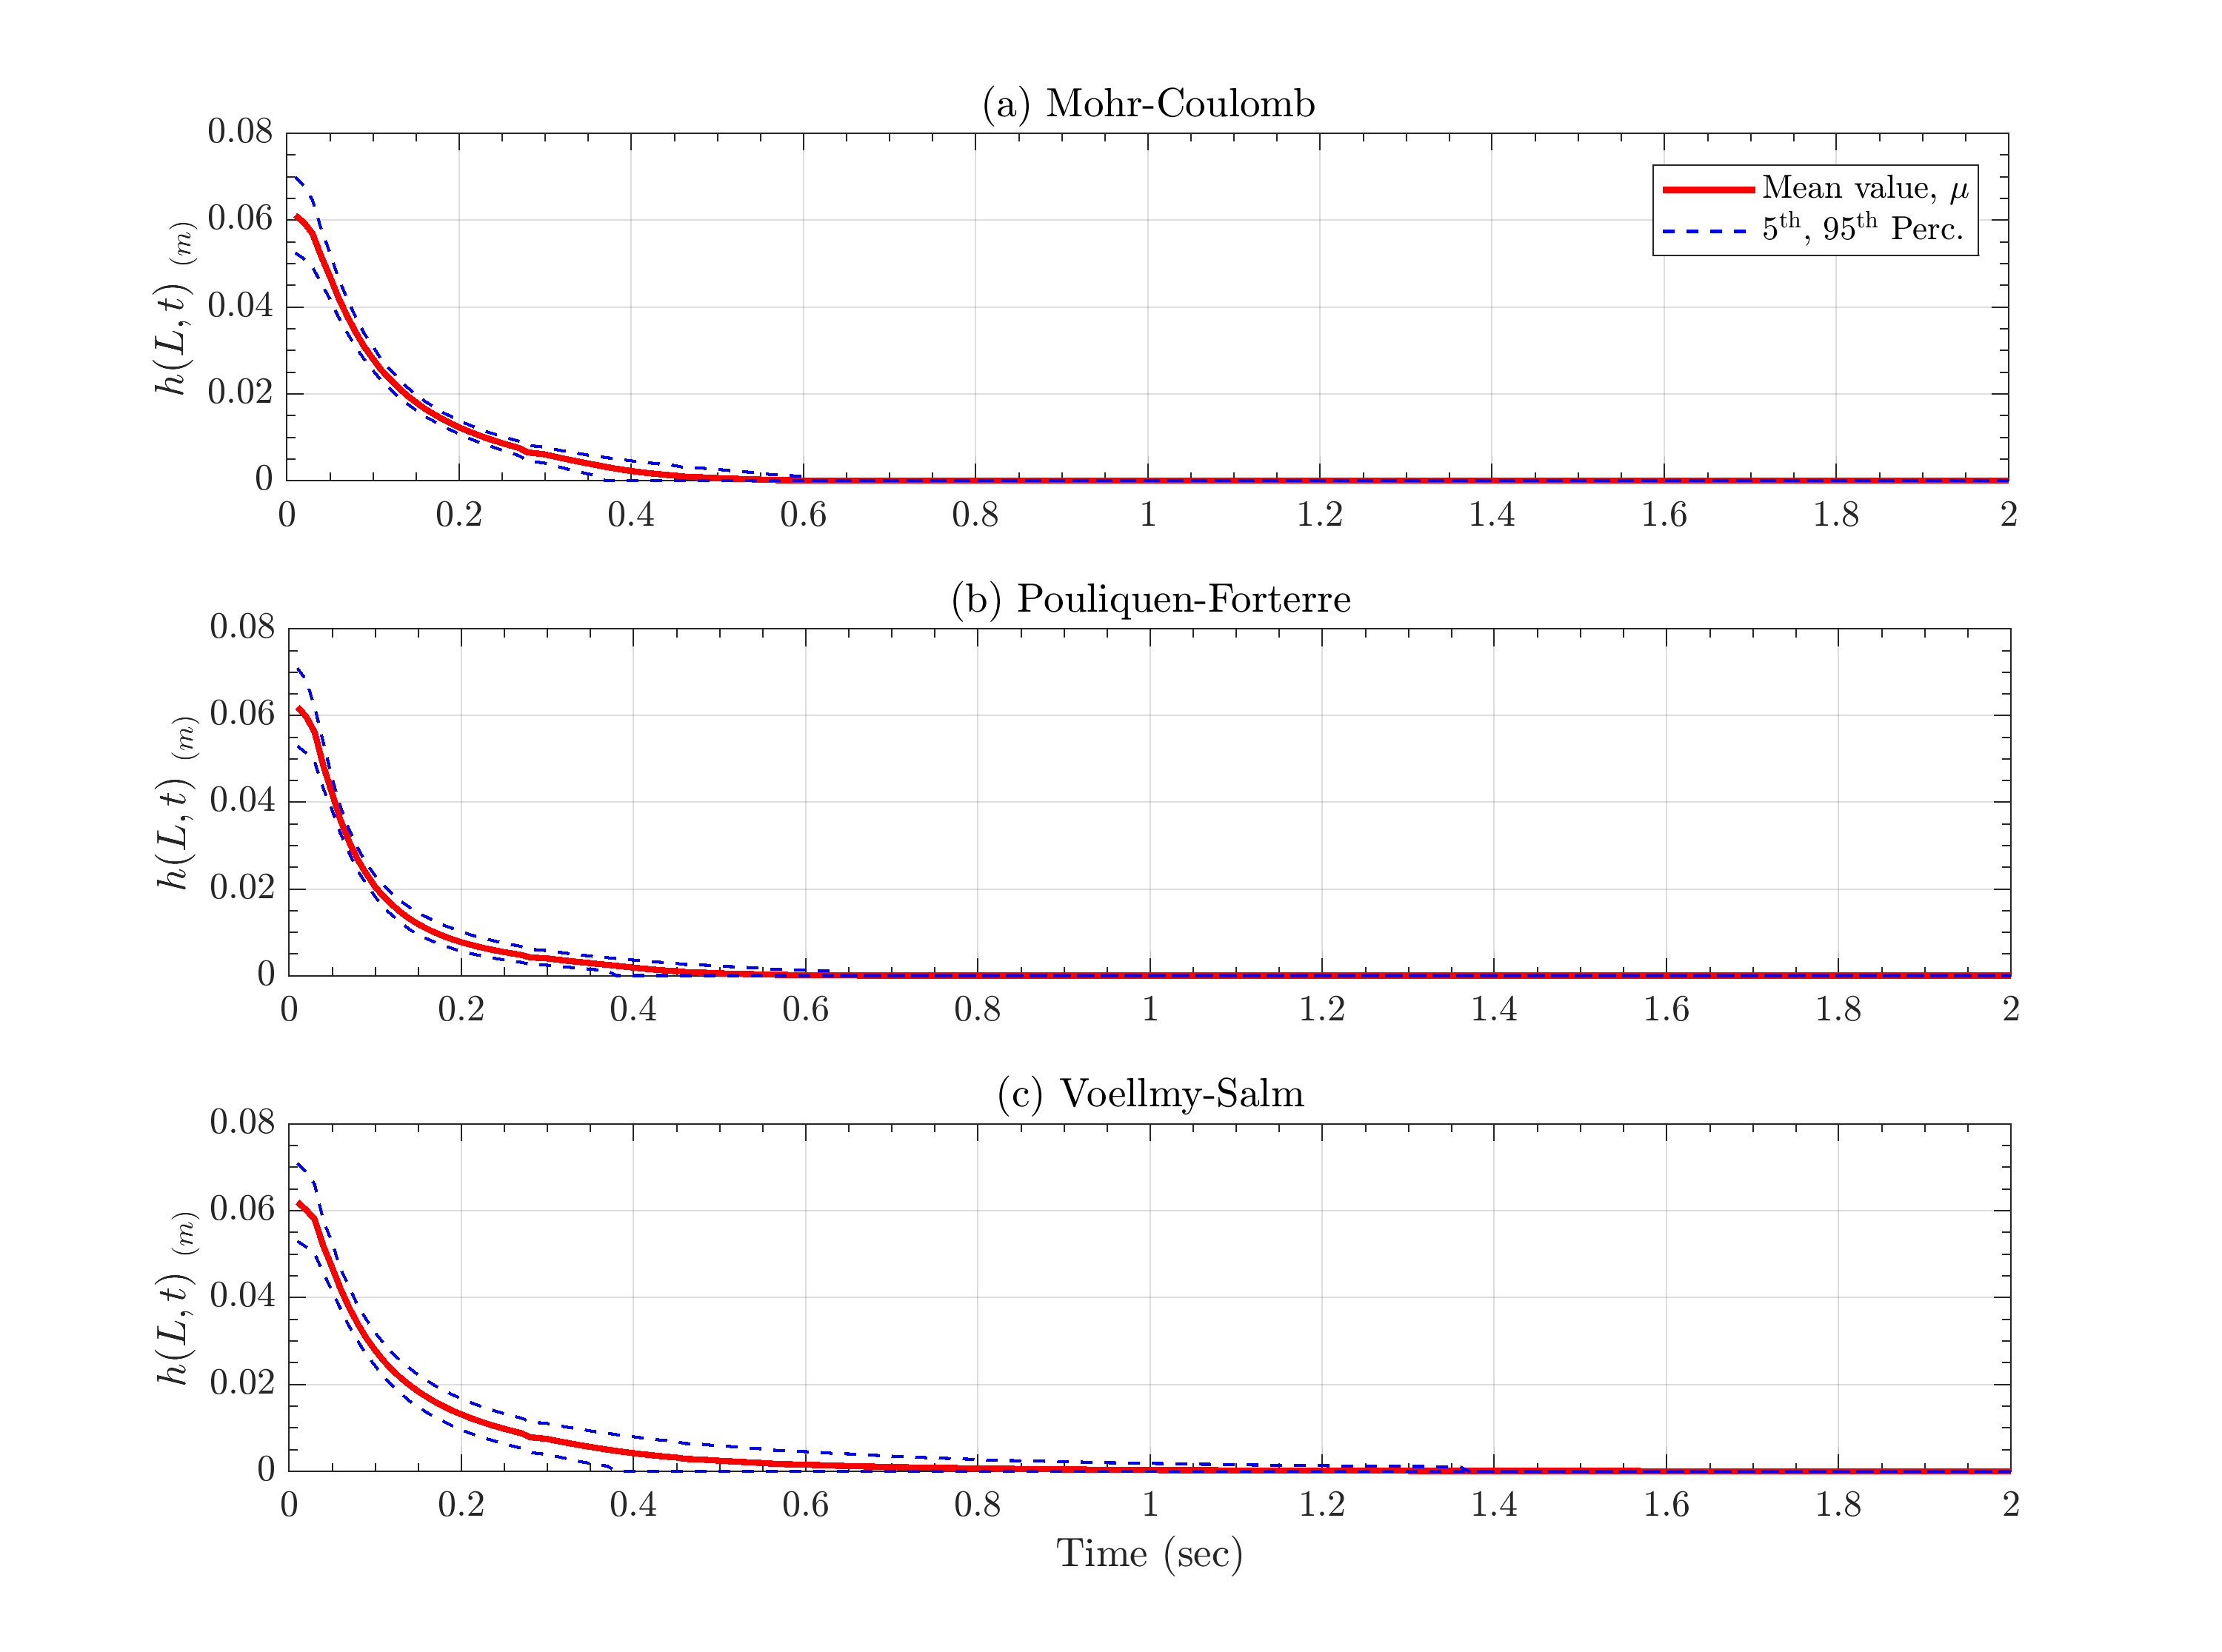 (a) Mohr-Coulomb
h(L, t) (m)
0.08
0.06
0.04
0.02
0
Mean value, μ
5th, 95th Perc.
0 0.2 0.4 0.6 0.8 1 1.2 1.4 1.6 1.8 2
(b) Pouliquen-Forterre
h(L, t) (m)
0.08
0.06
0.04
0.02
0
0 0.2 0.4 0.6 0.8 1 1.2 1.4 1.6 1.8 2
(c) Voellmy-Salm
h(L, t) (m)
0.08
0.06
0.04
0.02
0
0 0.2 0.4 0.6 0.8 1 1.2 1.4 1.6 1.8 2
Time (sec)